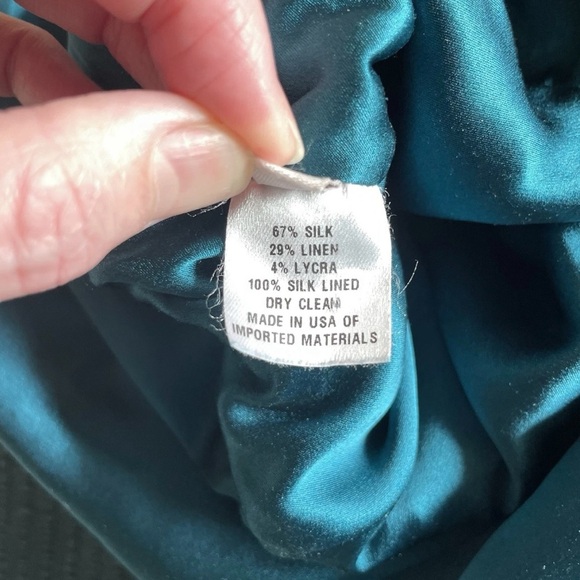 67% SILK
29% LINEN
4% LYCRA
100% SILK LINED
DRY CLEAN
MADE IN USA OF
IMPORTED MATERIALS